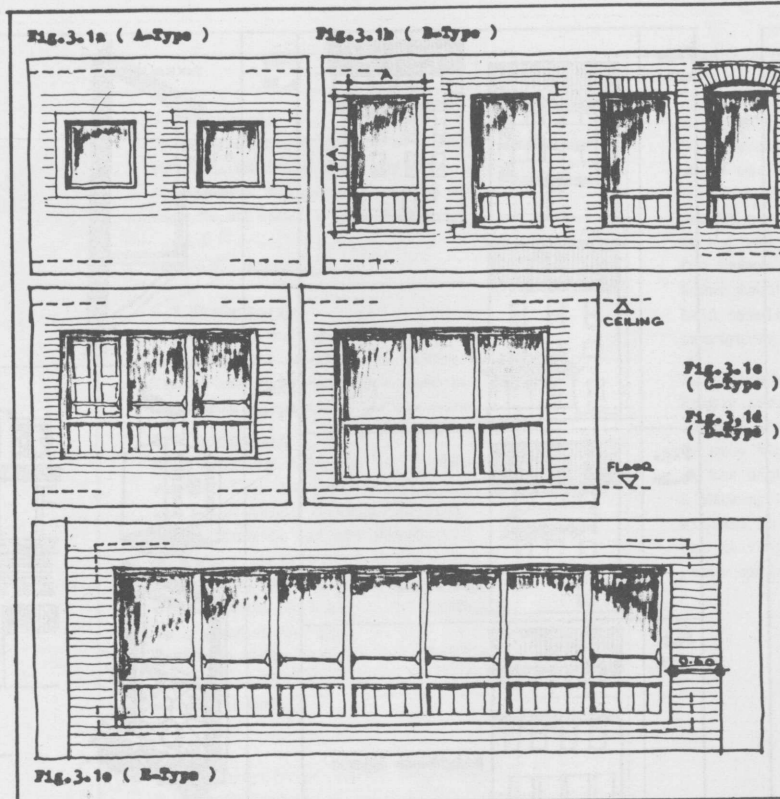 Fig.3.1a ( A-Type )
Fig.3.1b ( B-Type )
A
2A
CEILING
Fig.3.1c
( C-Type )
Fig.3.1d
( D-Type )
FLOOR
0.60
Fig.3.1e ( E-Type )